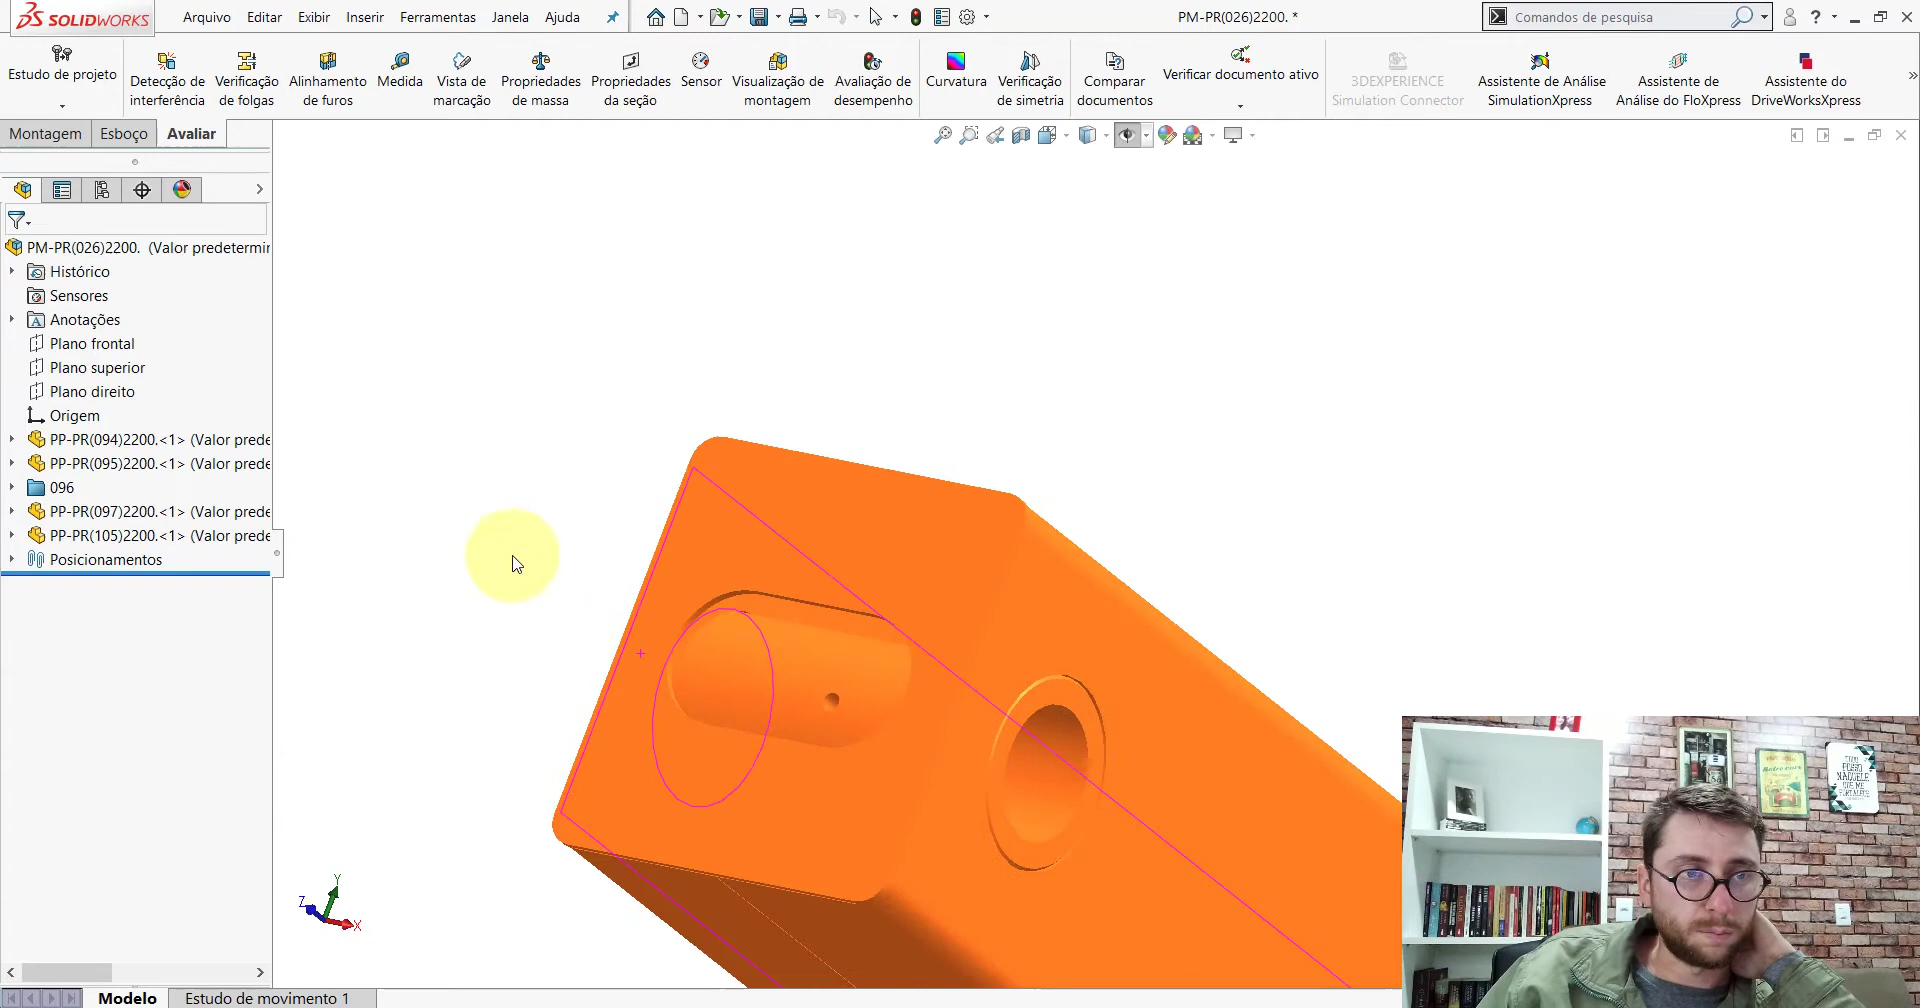 SOLIDWORKS
Arquivo Editar Exibir Inserir Ferramentas Janela Ajuda
PM-PR(026)2200. *
Comandos de pesquisa
?
Estudo de projeto
Detecção de interferência
Verificação de folgas
Alinhamento de furos
Medida
Vista de marcação
Propriedades de massa
Propriedades da seção
Sensor
Visualização de montagem
Avaliação de desempenho
Curvatura
Verificação de simetria
Comparar documentos
Verificar documento ativo
3DEXPERIENCE Simulation Connector
Assistente de Análise SimulationXpress
Assistente de Análise do FloXpress
Assistente do DriveWorksXpress
Montagem Esboço Avaliar
PM-PR(026)2200. (Valor predetermir
Histórico
Sensores
Anotações
Plano frontal
Plano superior
Plano direito
Origem
PP-PR(094)2200.<1> (Valor prede
PP-PR(095)2200.<1> (Valor prede
096
PP-PR(097)2200.<1> (Valor prede
PP-PR(105)2200.<1> (Valor prede
Posicionamentos
Y
Z
X
TUDO
POSSO
NAQUELE
QUE ME
FORTALECE
Modelo Estudo de movimento 1